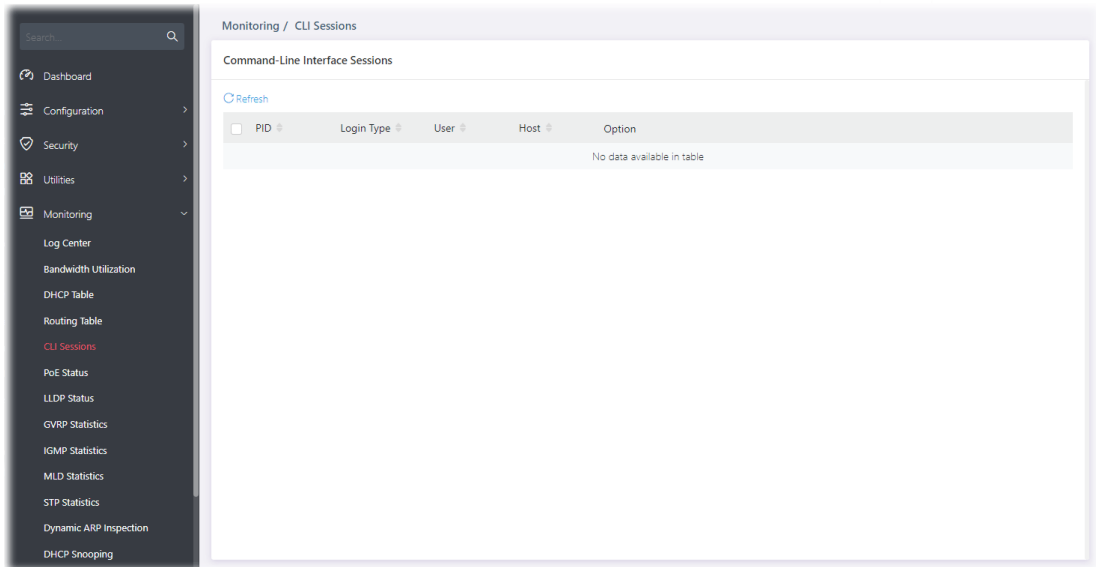 Search...
Dashboard
Configuration
Security
Utilities
Monitoring
Log Center
Bandwidth Utilization
DHCP Table
Routing Table
CLI Sessions
PoE Status
LLDP Status
GVRP Statistics
IGMP Statistics
MLD Statistics
STP Statistics
Dynamic ARP Inspection
DHCP Snooping
Monitoring / CLI Sessions
Command-Line Interface Sessions
Refresh
PID Login Type User Host Option
No data available in table